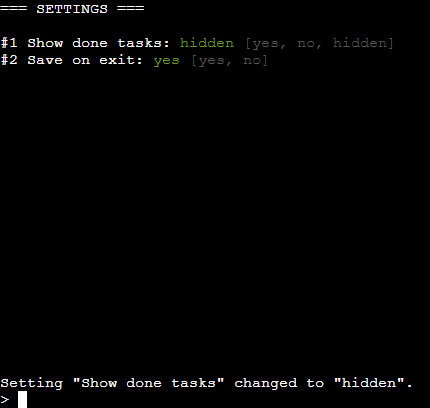 === SETTINGS ===
#1 Show done tasks: hidden [yes, no, hidden]
#2 Save on exit: yes [yes, no]
Setting "Show done tasks" changed to "hidden".
>